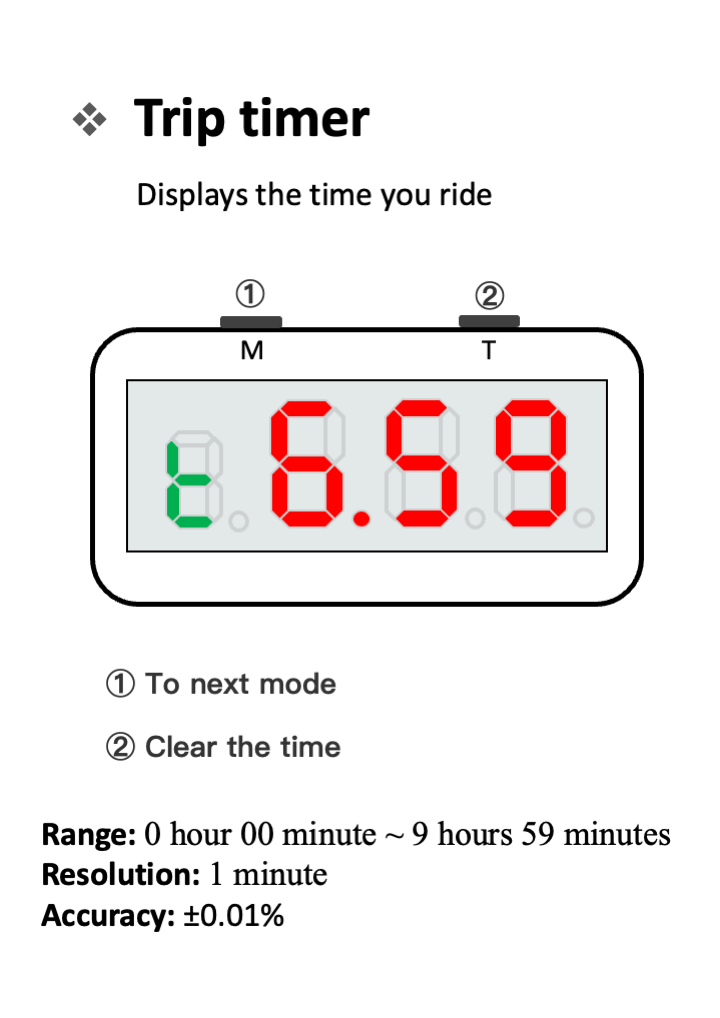 ❖ Trip timer
Displays the time you ride
① ②
M T
t 6.59
① To next mode
② Clear the time
Range: 0 hour 00 minute ~ 9 hours 59 minutes
Resolution: 1 minute
Accuracy: ±0.01%